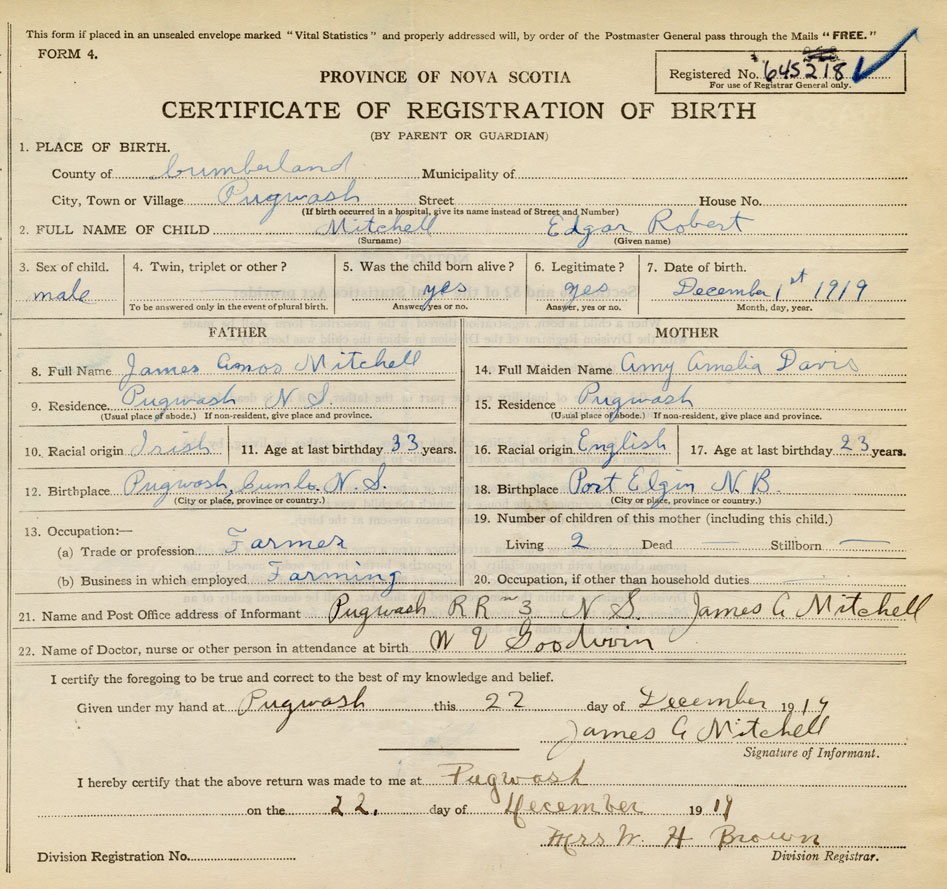 This form if placed in an unsealed envelope marked "Vital Statistics" and properly addressed will, by order of the Postmaster General pass through the Mails "FREE."
FORM 4.
PROVINCE OF NOVA SCOTIA
Registered No. 645218
For use of Registrar General only.
CERTIFICATE OF REGISTRATION OF BIRTH
(BY PARENT OR GUARDIAN)
1. PLACE OF BIRTH.
County of Cumberland Municipality of
City, Town or Village Pugwash Street House No.
(If birth occurred in a hospital, give its name instead of Street and Number)
2. FULL NAME OF CHILD Mitchell Edgar Robert
(Surname) (Given name)
3. Sex of child. 4. Twin, triplet or other? 5. Was the child born alive? 6. Legitimate? 7. Date of birth.
male yes yes December 1st 1919
To be answered only in the event of plural birth. Answer, yes or no. Answer, yes or no. Month, day, year.
FATHER MOTHER
8. Full Name James Amos Mitchell 14. Full Maiden Name Amy Amelia Davis
9. Residence Pugwash N S. 15. Residence Pugwash
(Usual place of abode.) If non-resident, give place and province. (Usual place of abode.) If non-resident, give place and province.
10. Racial origin Irish 11. Age at last birthday 33 years. 16. Racial origin English 17. Age at last birthday 23 years.
12. Birthplace Pugwash, Cumb. N. S. 18. Birthplace Port Elgin N. B.
(City or place, province or country.) (City or place, province or country.)
13. Occupation:— 19. Number of children of this mother (including this child.)
(a) Trade or profession Farmer Living 2 Dead — Stillborn —
(b) Business in which employed Farming 20. Occupation, if other than household duties.
21. Name and Post Office address of Informant Pugwash R R 3 N S. James A Mitchell
22. Name of Doctor, nurse or other person in attendance at birth W V Goodwin
I certify the foregoing to be true and correct to the best of my knowledge and belief.
Given under my hand at Pugwash this 22 day of December 1919
James A Mitchell
Signature of Informant.
I hereby certify that the above return was made to me at Pugwash
on the 22. day of December 1919
Mrs W. H Brown
Division Registration No. Division Registrar.